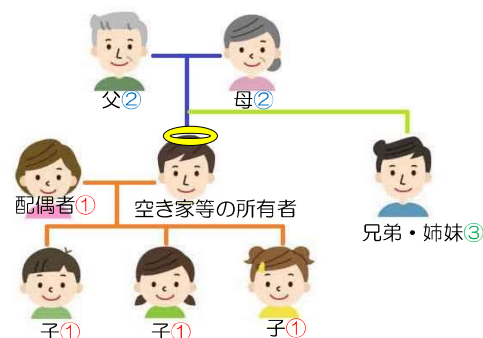 父②
母②
配偶者①
空き家等の所有者
兄弟・姉妹③
子①
子①
子①